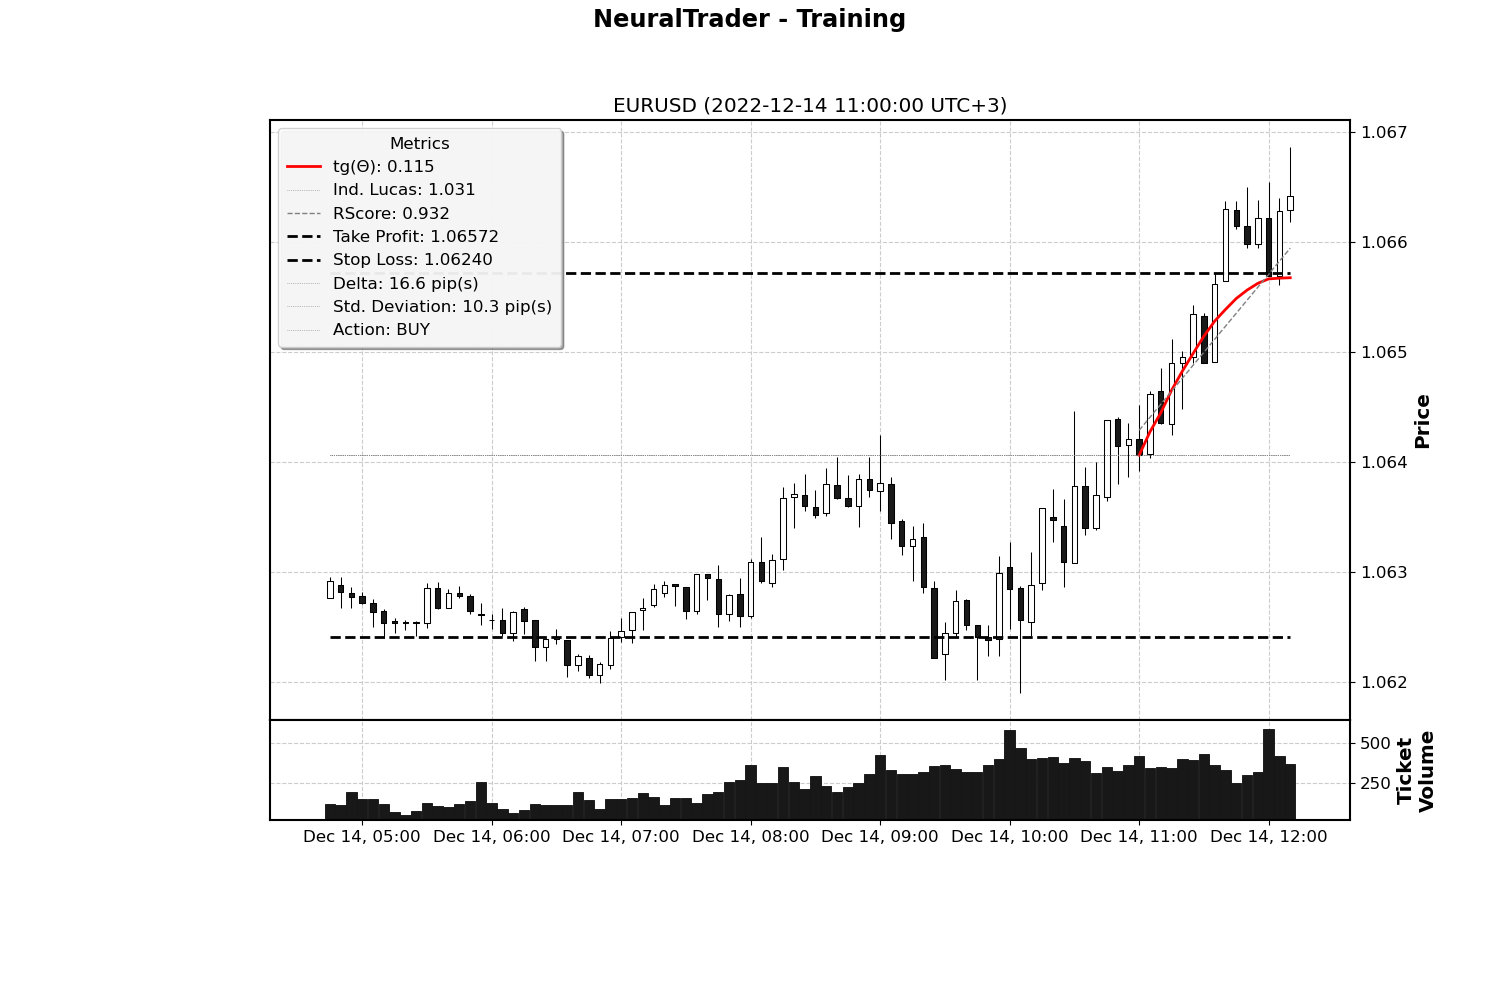 NeuralTrader - Training
EURUSD (2022-12-14 11:00:00 UTC+3)
Metrics
tg(Θ): 0.115
Ind. Lucas: 1.031
RScore: 0.932
Take Profit: 1.06572
Stop Loss: 1.06240
Delta: 16.6 pip(s)
Std. Deviation: 10.3 pip(s)
Action: BUY
1.067
1.066
1.065
1.064
1.063
1.062
Price
500
250
Ticket
Volume
Dec 14, 05:00
Dec 14, 06:00
Dec 14, 07:00
Dec 14, 08:00
Dec 14, 09:00
Dec 14, 10:00
Dec 14, 11:00
Dec 14, 12:00